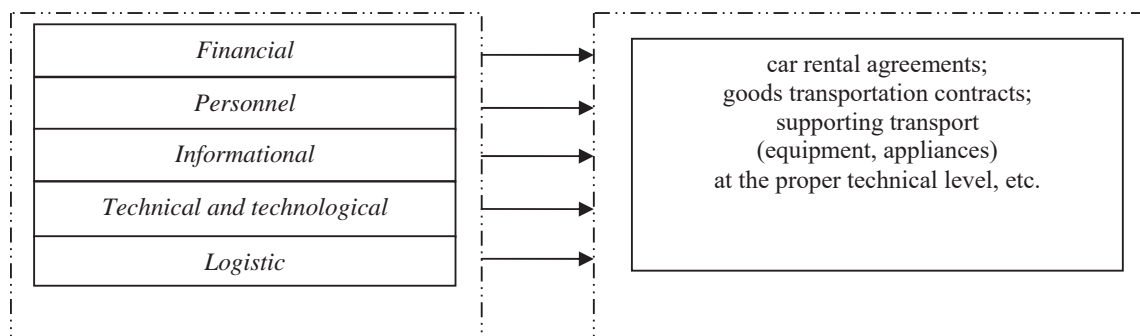 Financial
Personnel
Informational
Technical and technological
Logistic
car rental agreements;
goods transportation contracts;
supporting transport
(equipment, appliances)
at the proper technical level, etc.